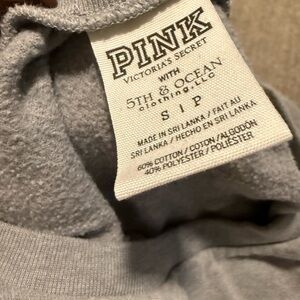 PINK
VICTORIA'S SECRET
WITH
5TH & OCEAN
clothing, LLC
S | P
MADE IN SRI LANKA / FAIT AU
SRI LANKA / HECHO EN SRI LANKA
60% COTTON / COTON / ALGODÓN
40% POLYESTER / POLIÉSTER